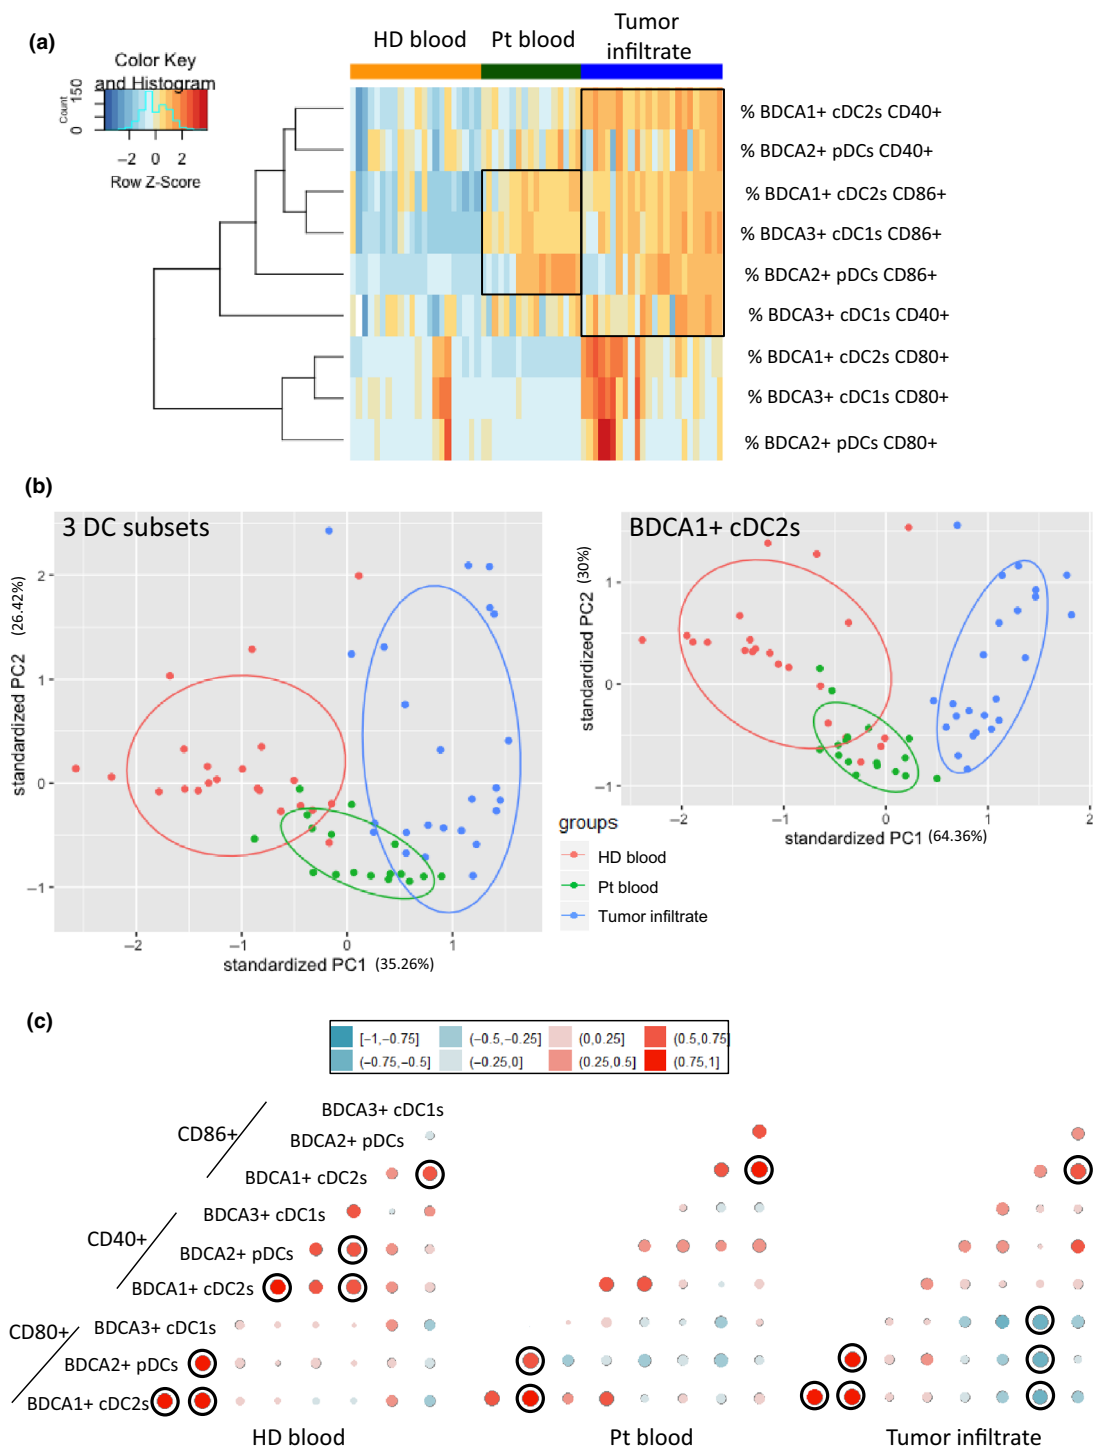 (a)
HD blood
Pt blood
Tumor
infiltrate
Color Key
and Histogram
Count
0
150
−2
0
2
Row Z-Score
% BDCA1+ cDC2s CD40+
% BDCA2+ pDCs CD40+
% BDCA1+ cDC2s CD86+
% BDCA3+ cDC1s CD86+
% BDCA2+ pDCs CD86+
% BDCA3+ cDC1s CD40+
% BDCA1+ cDC2s CD80+
% BDCA3+ cDC1s CD80+
% BDCA2+ pDCs CD80+
(b)
3 DC subsets
standardized PC2 (26.42%)
2
1
0
−1
−2
−1
0
1
standardized PC1 (35.26%)
BDCA1+ cDC2s
standardized PC2 (30%)
1
0
−1
−2
−1
0
1
2
standardized PC1 (64.36%)
groups
HD blood
Pt blood
Tumor infiltrate
(c)
[-1,-0.75]
(-0.5,-0.25]
(0,0.25]
(0.5,0.75]
(-0.75,-0.5]
(-0.25,0]
(0.25,0.5]
(0.75,1]
CD86+
BDCA3+ cDC1s
BDCA2+ pDCs
BDCA1+ cDC2s
CD40+
BDCA3+ cDC1s
BDCA2+ pDCs
BDCA1+ cDC2s
CD80+
BDCA3+ cDC1s
BDCA2+ pDCs
BDCA1+ cDC2s
HD blood
Pt blood
Tumor infiltrate